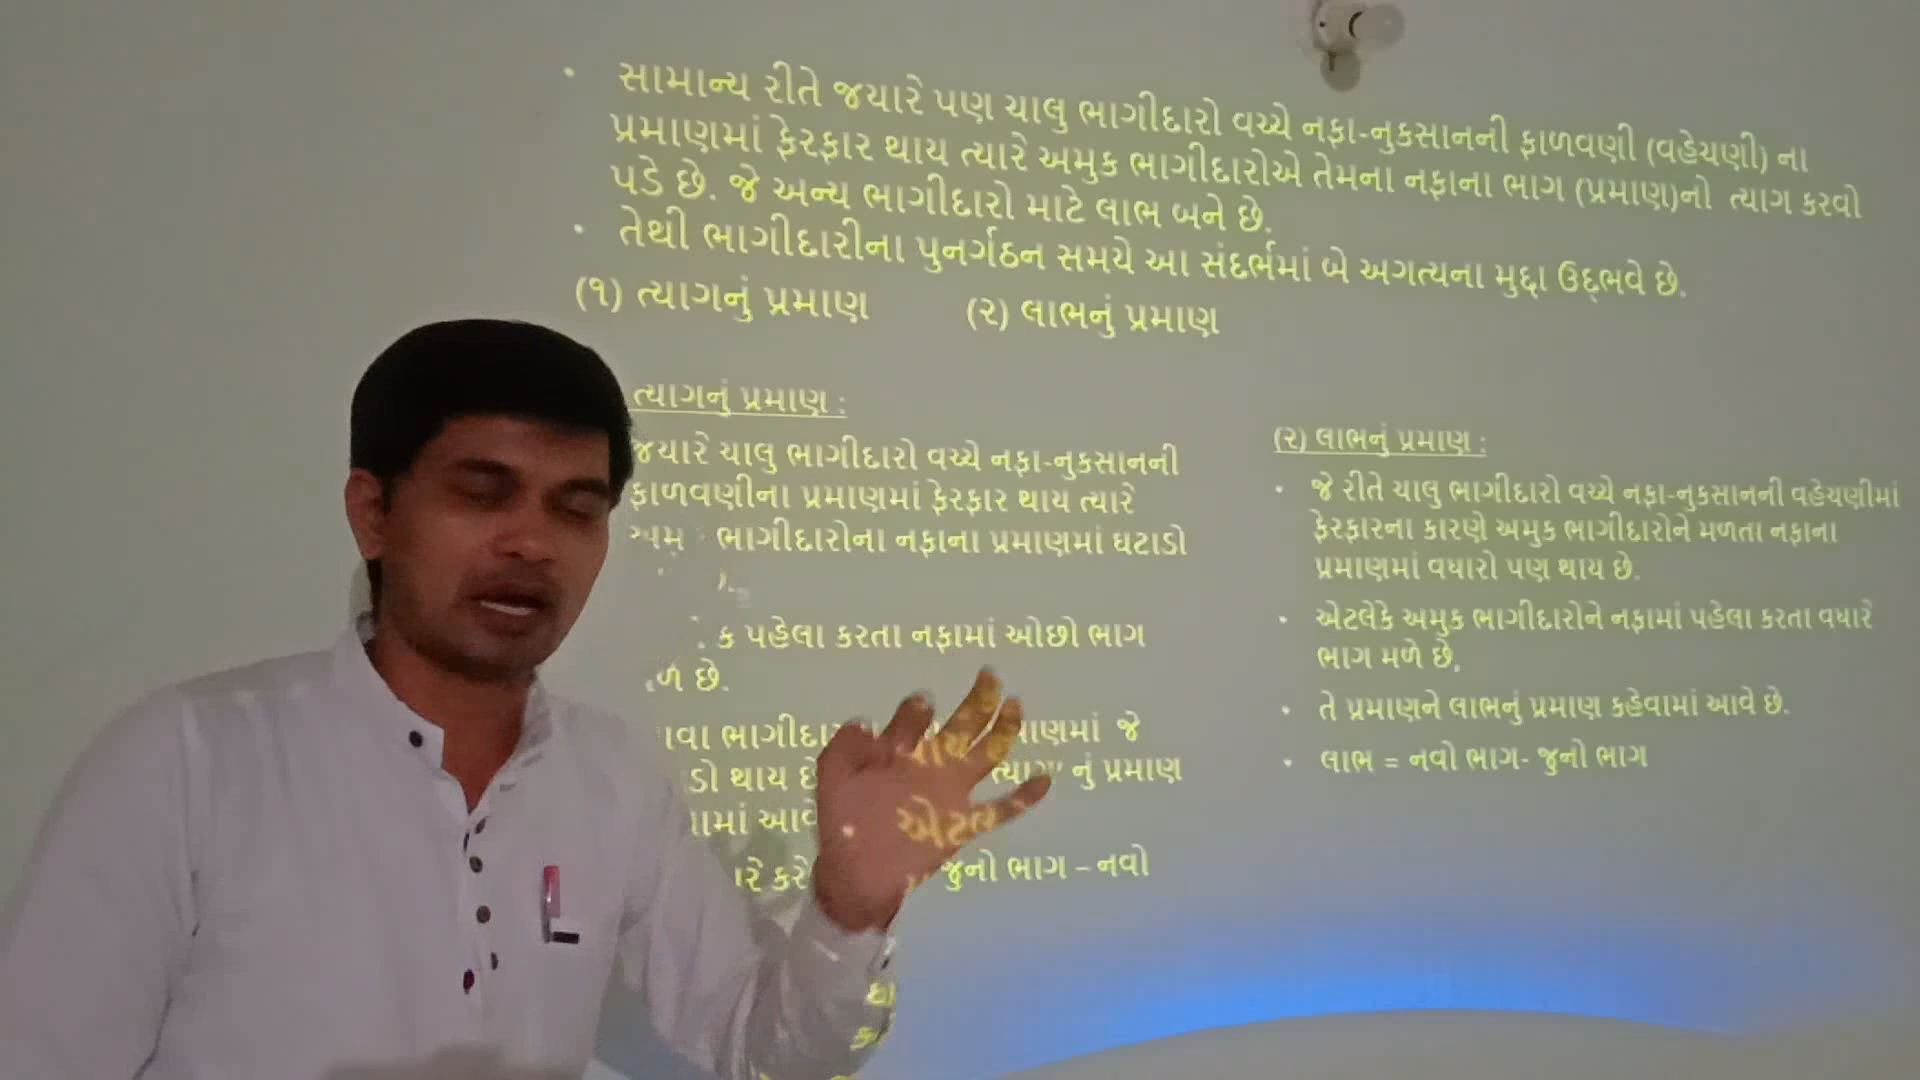 • સામાન્ય રીતે જયારે પણ ચાલુ ભાગીદારો વચ્ચે નફા-નુકસાનની ફાળવણી (વહેચણી) ના
પ્રમાણમાં ફેરફાર થાય ત્યારે અમુક ભાગીદારોએ તેમના નફાના ભાગ (પ્રમાણ)નો ત્યાગ કરવો
પડે છે. જે અન્ય ભાગીદારો માટે લાભ બને છે.
• તેથી ભાગીદારીના પુનર્ગઠન સમયે આ સંદર્ભમાં બે અગત્યના મુદ્દા ઉદ્ભવે છે.
(૧) ત્યાગનું પ્રમાણ (૨) લાભનું પ્રમાણ
ત્યાગનું પ્રમાણ :
જયારે ચાલુ ભાગીદારો વચ્ચે નફા-નુકસાનની
ફાળવણીના પ્રમાણમાં ફેરફાર થાય ત્યારે
ભાગીદારોના નફાના પ્રમાણમાં ઘટાડો
પહેલા કરતા નફામાં ઓછો ભાગ
છે.
થાય
નું પ્રમાણ
જુનો ભાગ – નવો
(૨) લાભનું પ્રમાણ :
• જે રીતે ચાલુ ભાગીદારો વચ્ચે નફા-નુકસાનની વહેચણીમાં
ફેરફારના કારણે અમુક ભાગીદારોને મળતા નફાના
પ્રમાણમાં વધારો પણ થાય છે.
• એટલેકે અમુક ભાગીદારોને નફામાં પહેલા કરતા વધારે
ભાગ મળે છે,
• તે પ્રમાણને લાભનું પ્રમાણ કહેવામાં આવે છે.
• લાભ = નવો ભાગ- જુનો ભાગ